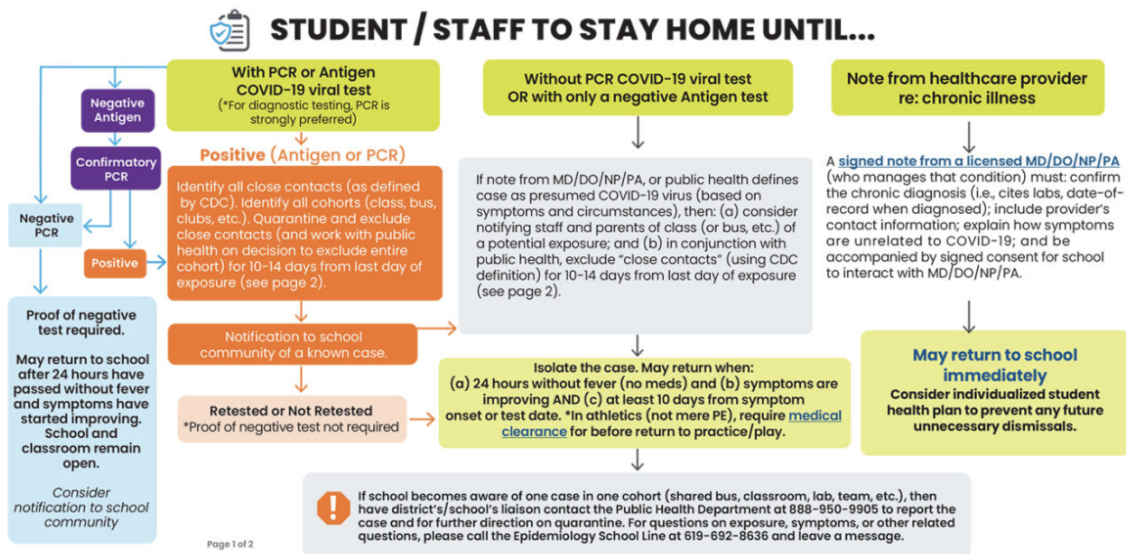 STUDENT / STAFF TO STAY HOME UNTIL...
With PCR or Antigen
COVID-19 viral test
(*For diagnostic testing, PCR is
strongly preferred)
Negative
Antigen
Confirmatory
PCR
Negative
PCR
Positive
Proof of negative
test required.
May return to school
after 24 hours have
passed without fever
and symptoms have
started improving.
School and
classroom remain
open.
Consider
notification to school
community
Positive (Antigen or PCR)
Identify all close contacts (as defined
by CDC). Identify all cohorts (class, bus,
clubs, etc.). Quarantine and exclude
close contacts (and work with public
health on decision to exclude entire
cohort) for 10-14 days from last day of
exposure (see page 2).
Notification to school
community of a known case.
Retested or Not Retested
*Proof of negative test not required
Without PCR COVID-19 viral test
OR with only a negative Antigen test
If note from MD/DO/NP/PA, or public health defines
case as presumed COVID-19 virus (based on
symptoms and circumstances), then: (a) consider
notifying staff and parents of class (or bus, etc.) of
a potential exposure; and (b) in conjunction with
public health, exclude “close contacts” (using CDC
definition) for 10-14 days from last day of exposure
(see page 2).
Isolate the case. May return when:
(a) 24 hours without fever (no meds) and (b) symptoms are
improving AND (c) at least 10 days from symptom
onset or test date. *In athletics (not mere PE), require medical
clearance for before return to practice/play.
Note from healthcare provider
re: chronic illness
A signed note from a licensed MD/DO/NP/PA
(who manages that condition) must: confirm
the chronic diagnosis (i.e., cites labs, date-of-
record when diagnosed); include provider’s
contact information; explain how symptoms
are unrelated to COVID-19; and be
accompanied by signed consent for school
to interact with MD/DO/NP/PA.
May return to school
immediately
Consider individualized student
health plan to prevent any future
unnecessary dismissals.
If school becomes aware of one case in one cohort (shared bus, classroom, lab, team, etc.), then
have district’s/school’s liaison contact the Public Health Department at 888-950-9905 to report the
case and for further direction on quarantine. For questions on exposure, symptoms, or other related
questions, please call the Epidemiology School Line at 619-692-8636 and leave a message.
Page 1 of 2